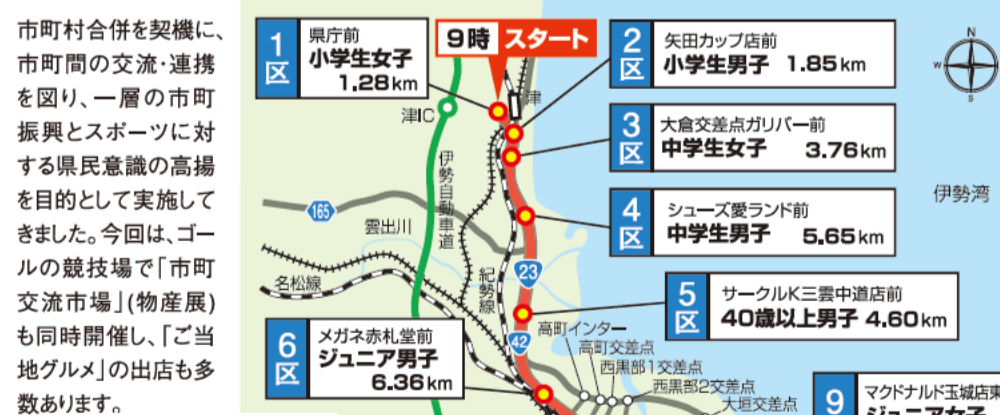 市町村合併を契機に、
市町間の交流・連携
を図り、一層の市町
振興とスポーツに対
する県民意識の高揚
を目的として実施して
きました。今回は、ゴー
ルの競技場で「市町
交流市場」(物産展)
も同時開催し、「ご当
地グルメ」の出店も多
数あります。
1区
県庁前
小学生女子
1.28km
9時 スタート
2区
矢田カップ店前
小学生男子 1.85km
3区
大倉交差点ガリバー前
中学生女子 3.76km
4区
シューズ愛ランド前
中学生男子 5.65km
5区
サークルK三雲中道店前
40歳以上男子 4.60km
6区
メガネ赤札堂前
ジュニア男子
6.36km
9
マクドナルド玉城店東
ジュニア女子
津
津IC
伊勢自動車道
165
雲出川
名松線
紀勢線
23
42
高町インター
高町交差点
西黒部1交差点
西黒部2交差点
大垣交差点
伊勢湾
N
W
E
S